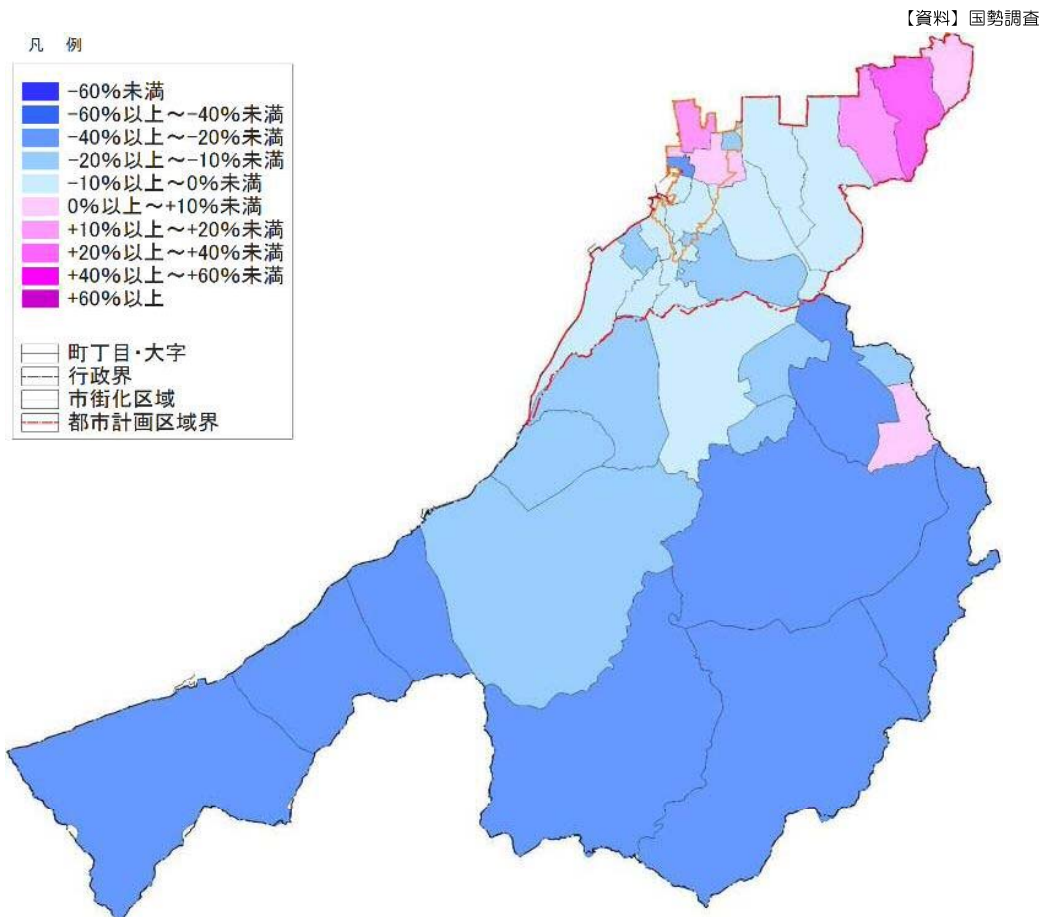 【資料】国勢調査
凡 例
-60%未満
-60%以上~-40%未満
-40%以上~-20%未満
-20%以上~-10%未満
-10%以上~0%未満
0%以上~+10%未満
+10%以上~+20%未満
+20%以上~+40%未満
+40%以上~+60%未満
+60%以上
町丁目・大字
行政界
市街化区域
都市計画区域界